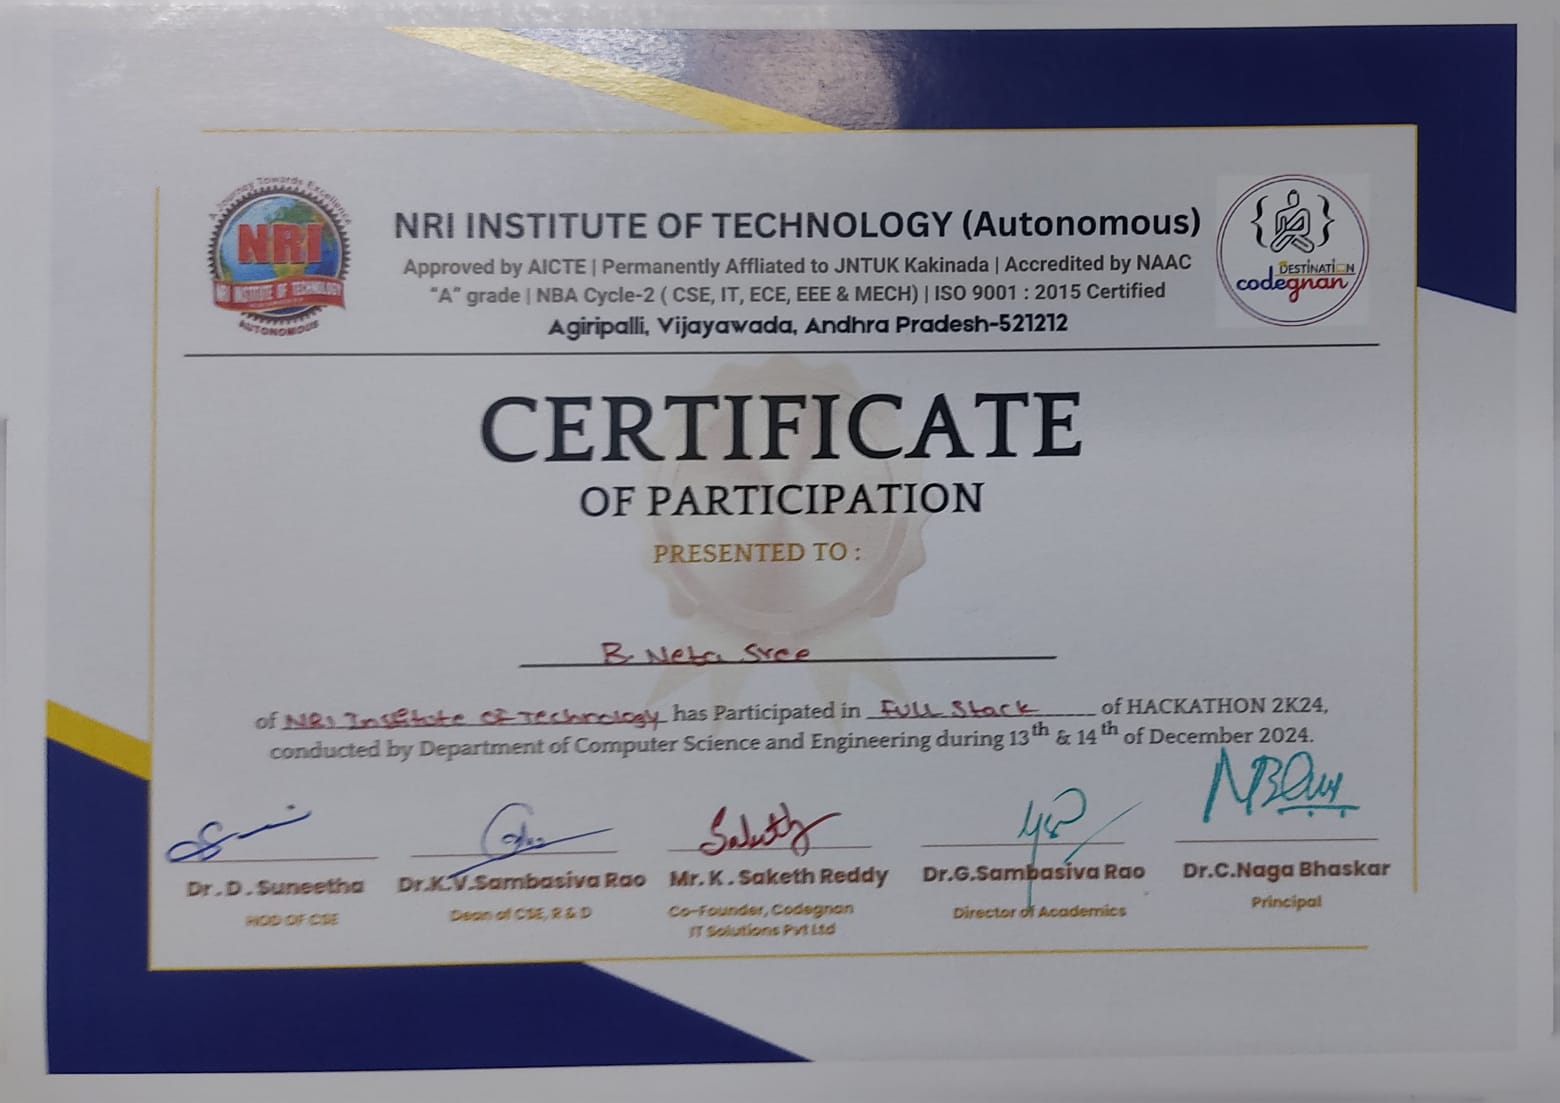 A Journey Towards Excellence
NRI
NRI INSTITUTE OF TECHNOLOGY
AUTONOMOUS
NRI INSTITUTE OF TECHNOLOGY (Autonomous)
Approved by AICTE | Permanently Affliated to JNTUK Kakinada | Accredited by NAAC
"A" grade | NBA Cycle-2 ( CSE, IT, ECE, EEE & MECH) | ISO 9001 : 2015 Certified
Agiripalli, Vijayawada, Andhra Pradesh-521212
{ }
DESTINATION
codegnan
CERTIFICATE
OF PARTICIPATION
PRESENTED TO :
B Neha Sree
of NRI Institute Of Technology has Participated in Full Stack of HACKATHON 2K24,
conducted by Department of Computer Science and Engineering during 13th & 14th of December 2024.
Saketh
Dr. D. Suneetha Dr.K.V.Sambasiva Rao Mr. K. Saketh Reddy Dr.G.Sambasiva Rao Dr.C.Naga Bhaskar
HOD OF CSE Dean of CSE, R & D Co-Founder, Codegnan Director of Academics Principal
IT Solutions Pvt Ltd